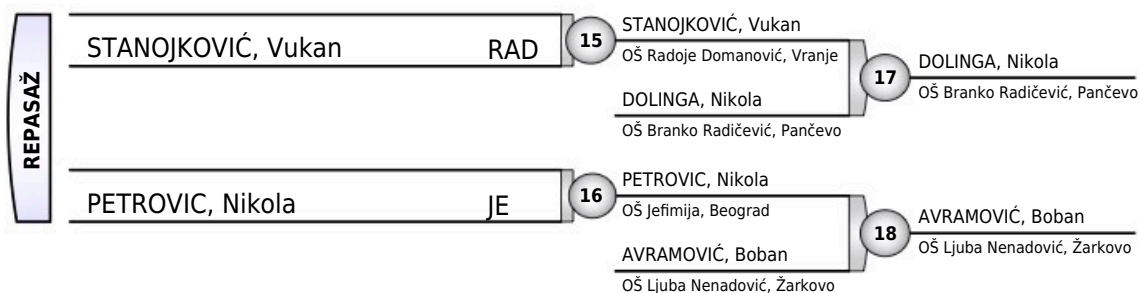 REPASAŽ
STANOJKOVIĆ, Vukan RAD
15
STANOJKOVIĆ, Vukan
OŠ Radoje Domanović, Vranje
DOLINGA, Nikola
OŠ Branko Radičević, Pančevo
17
DOLINGA, Nikola
OŠ Branko Radičević, Pančevo
PETROVIC, Nikola JE
16
PETROVIC, Nikola
OŠ Jefimija, Beograd
AVRAMOVIĆ, Boban
OŠ Ljuba Nenadović, Žarkovo
18
AVRAMOVIĆ, Boban
OŠ Ljuba Nenadović, Žarkovo